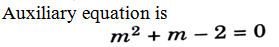 Auxiliary equation is
m² + m − 2 = 0